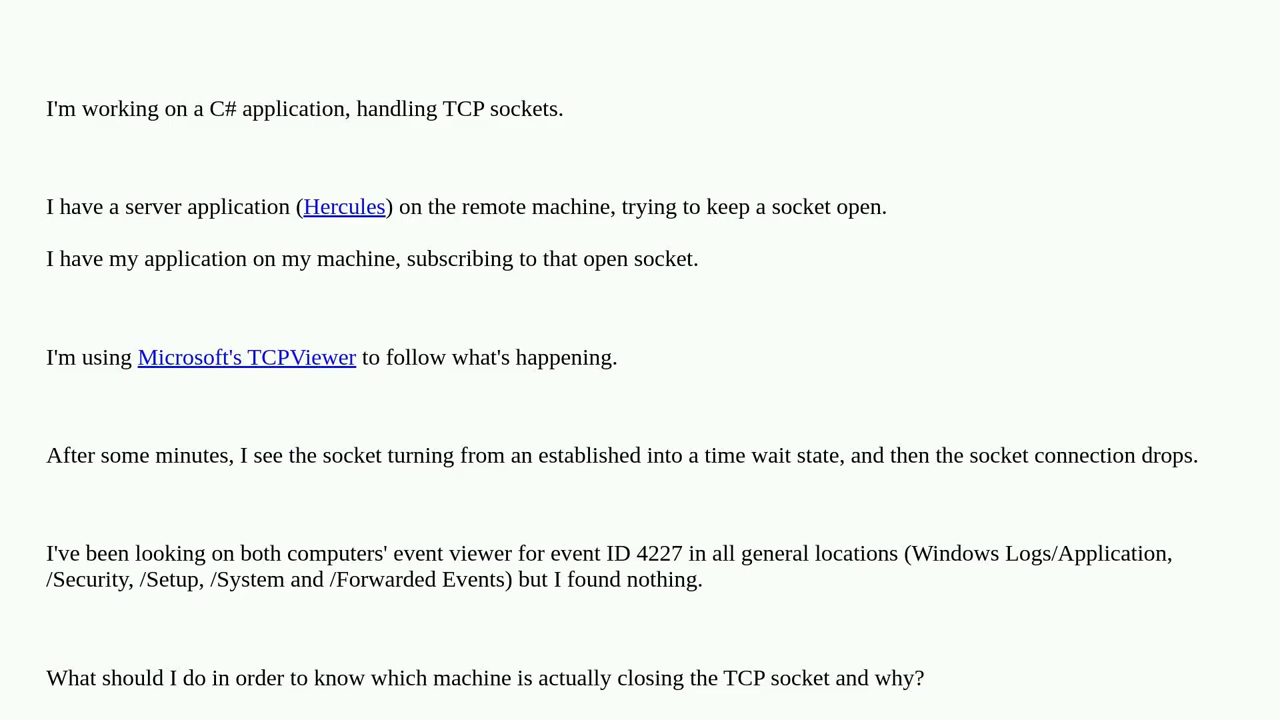 I'm working on a C# application, handling TCP sockets.
I have a server application (Hercules) on the remote machine, trying to keep a socket open.
I have my application on my machine, subscribing to that open socket.
I'm using Microsoft's TCPViewer to follow what's happening.
After some minutes, I see the socket turning from an established into a time wait state, and then the socket connection drops.
I've been looking on both computers' event viewer for event ID 4227 in all general locations (Windows Logs/Application,
/Security, /Setup, /System and /Forwarded Events) but I found nothing.
What should I do in order to know which machine is actually closing the TCP socket and why?